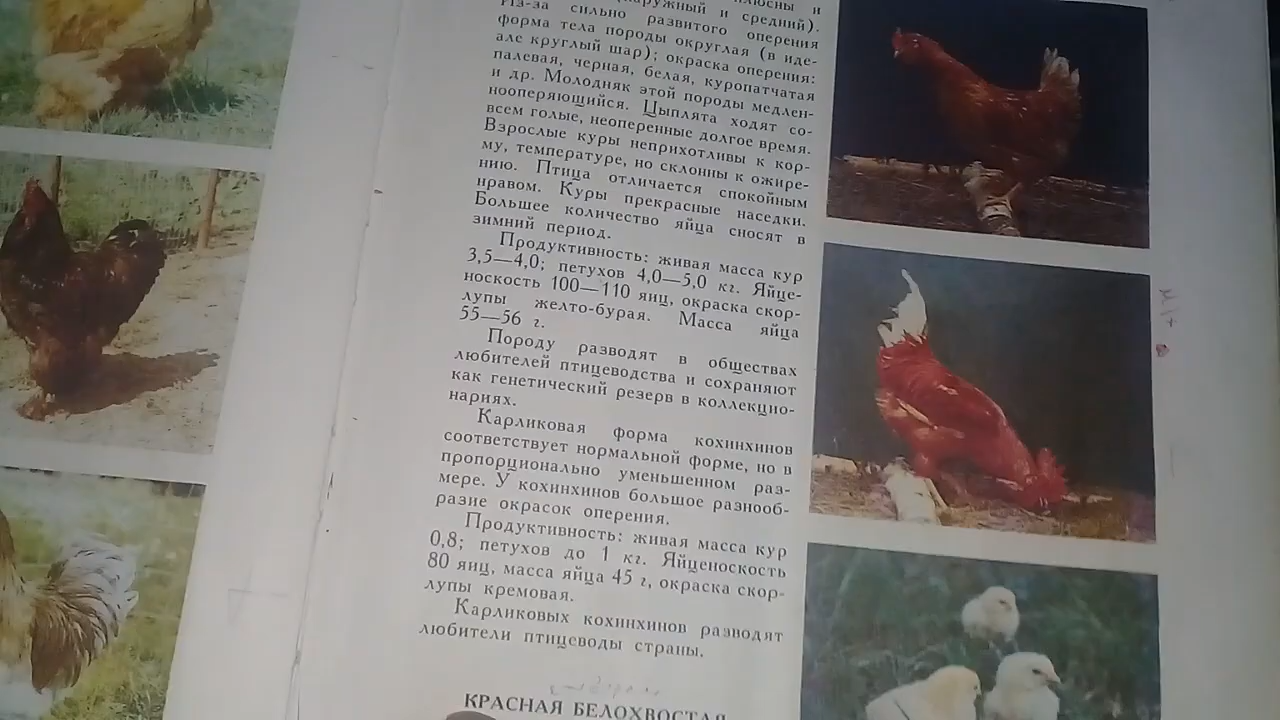 плюсны и
(наружный и средний).
Из-за сильно развитого оперения
форма тела породы округлая (в иде-
але круглый шар); окраска оперения:
палевая, черная, белая, куропатчатая
и др. Молодняк этой породы медлен-
нооперяющийся. Цыплята ходят со-
всем голые, неоперенные долгое время.
Взрослые куры неприхотливы к кор-
му, температуре, но склонны к ожире-
нию. Птица отличается спокойным
нравом. Куры прекрасные наседки.
Большее количество яйца сносят в
зимний период.
Продуктивность: живая масса кур
3,5—4,0; петухов 4,0—5,0 кг. Яйце-
носкость 100—110 яиц, окраска скор-
лупы желто-бурая. Масса яйца
55—56 г.
Породу разводят в обществах
любителей птицеводства и сохраняют
как генетический резерв в коллекцио-
нариях.
Карликовая форма кохинхинов
соответствует нормальной форме, но в
пропорционально уменьшенном раз-
мере. У кохинхинов большое разнооб-
разие окрасок оперения.
Продуктивность: живая масса кур
0,8; петухов до 1 кг. Яйценоскость
80 яиц, масса яйца 45 г, окраска скор-
лупы кремовая.
Карликовых кохинхинов разводят
любители птицеводы страны.
КРАСНАЯ БЕЛОХВОСТАЯ